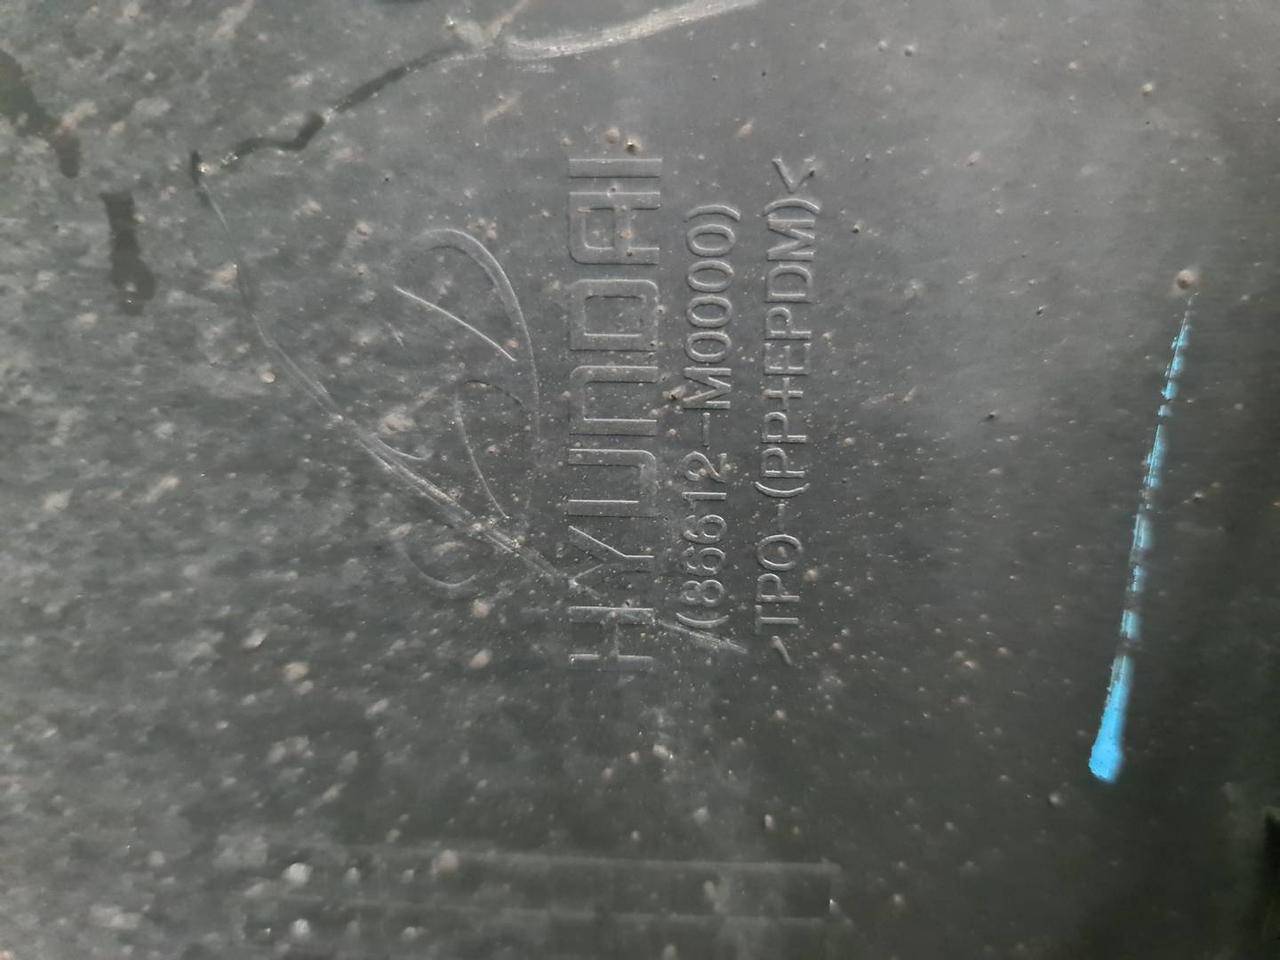 HYUNDAI
(86612-M0000)
>TPO-(PP+EPDM)<